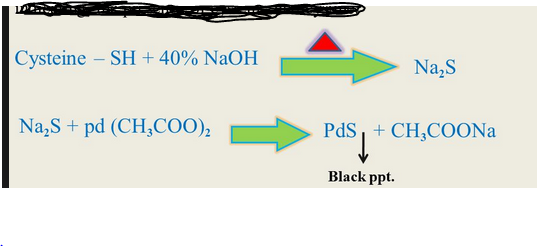 Cysteine – SH + 40% NaOH Na₂S
Na₂S + pd (CH₃COO)₂ PdS + CH₃COONa
Black ppt.